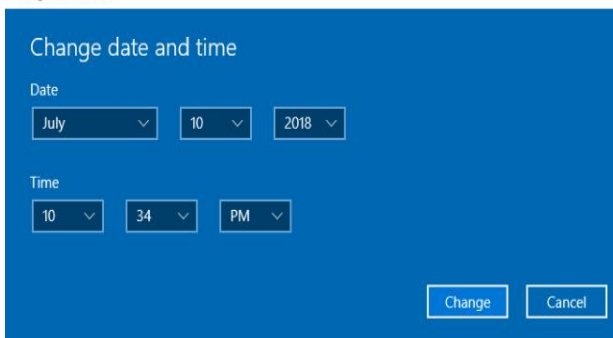 Change date and time
Date
July 10 2018
Time
10 34 PM
Change Cancel